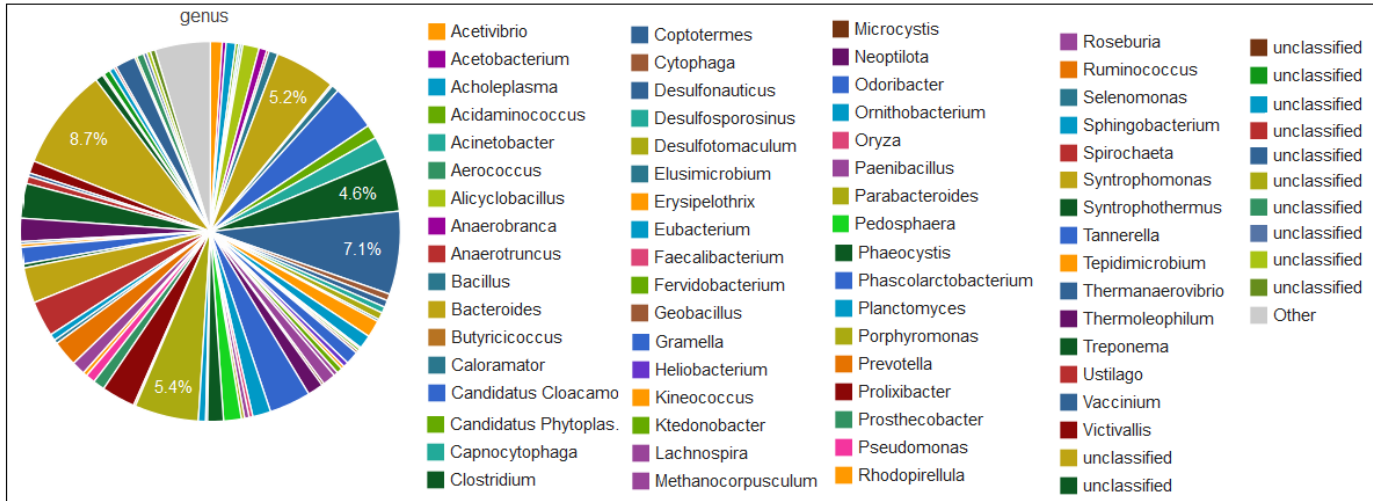 genus
8.7%
5.2%
4.6%
7.1%
5.4%
Acetivibrio
Acetobacterium
Acholeplasma
Acidaminococcus
Acinetobacter
Aerococcus
Alicyclobacillus
Anaerobranca
Anaerotruncus
Bacillus
Bacteroides
Butyricicoccus
Caloramator
Candidatus Cloacamo
Candidatus Phytoplas.
Capnocytophaga
Clostridium
Coptotermes
Cytophaga
Desulfonauticus
Desulfosporosinus
Desulfotomaculum
Elusimicrobium
Erysipelothrix
Eubacterium
Faecalibacterium
Fervidobacterium
Geobacillus
Gramella
Heliobacterium
Kineococcus
Ktedonobacter
Lachnospira
Methanocorpusculum
Microcystis
Neoptilota
Odoribacter
Ornithobacterium
Oryza
Paenibacillus
Parabacteroides
Pedosphaera
Phaeocystis
Phascolarctobacterium
Planctomyces
Porphyromonas
Prevotella
Prolixibacter
Prosthecobacter
Pseudomonas
Rhodopirellula
Roseburia
Ruminococcus
Selenomonas
Sphingobacterium
Spirochaeta
Syntrophomonas
Syntrophothermus
Tannerella
Tepidimicrobium
Thermanaerovibrio
Thermoleophilum
Treponema
Ustilago
Vaccinium
Victivallis
unclassified
unclassified
unclassified
unclassified
unclassified
unclassified
unclassified
unclassified
unclassified
unclassified
unclassified
unclassified
Other